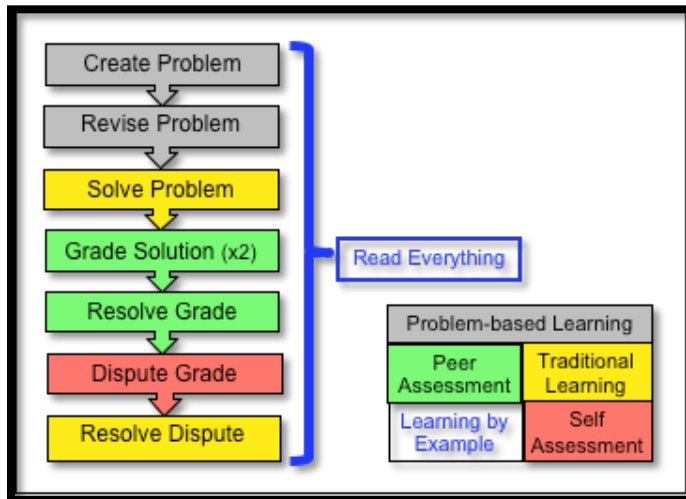 Create Problem
Revise Problem
Solve Problem
Grade Solution (x2)
Resolve Grade
Dispute Grade
Resolve Dispute
Read Everything
Problem-based Learning
Peer
Assessment
Traditional
Learning
Learning by
Example
Self
Assessment